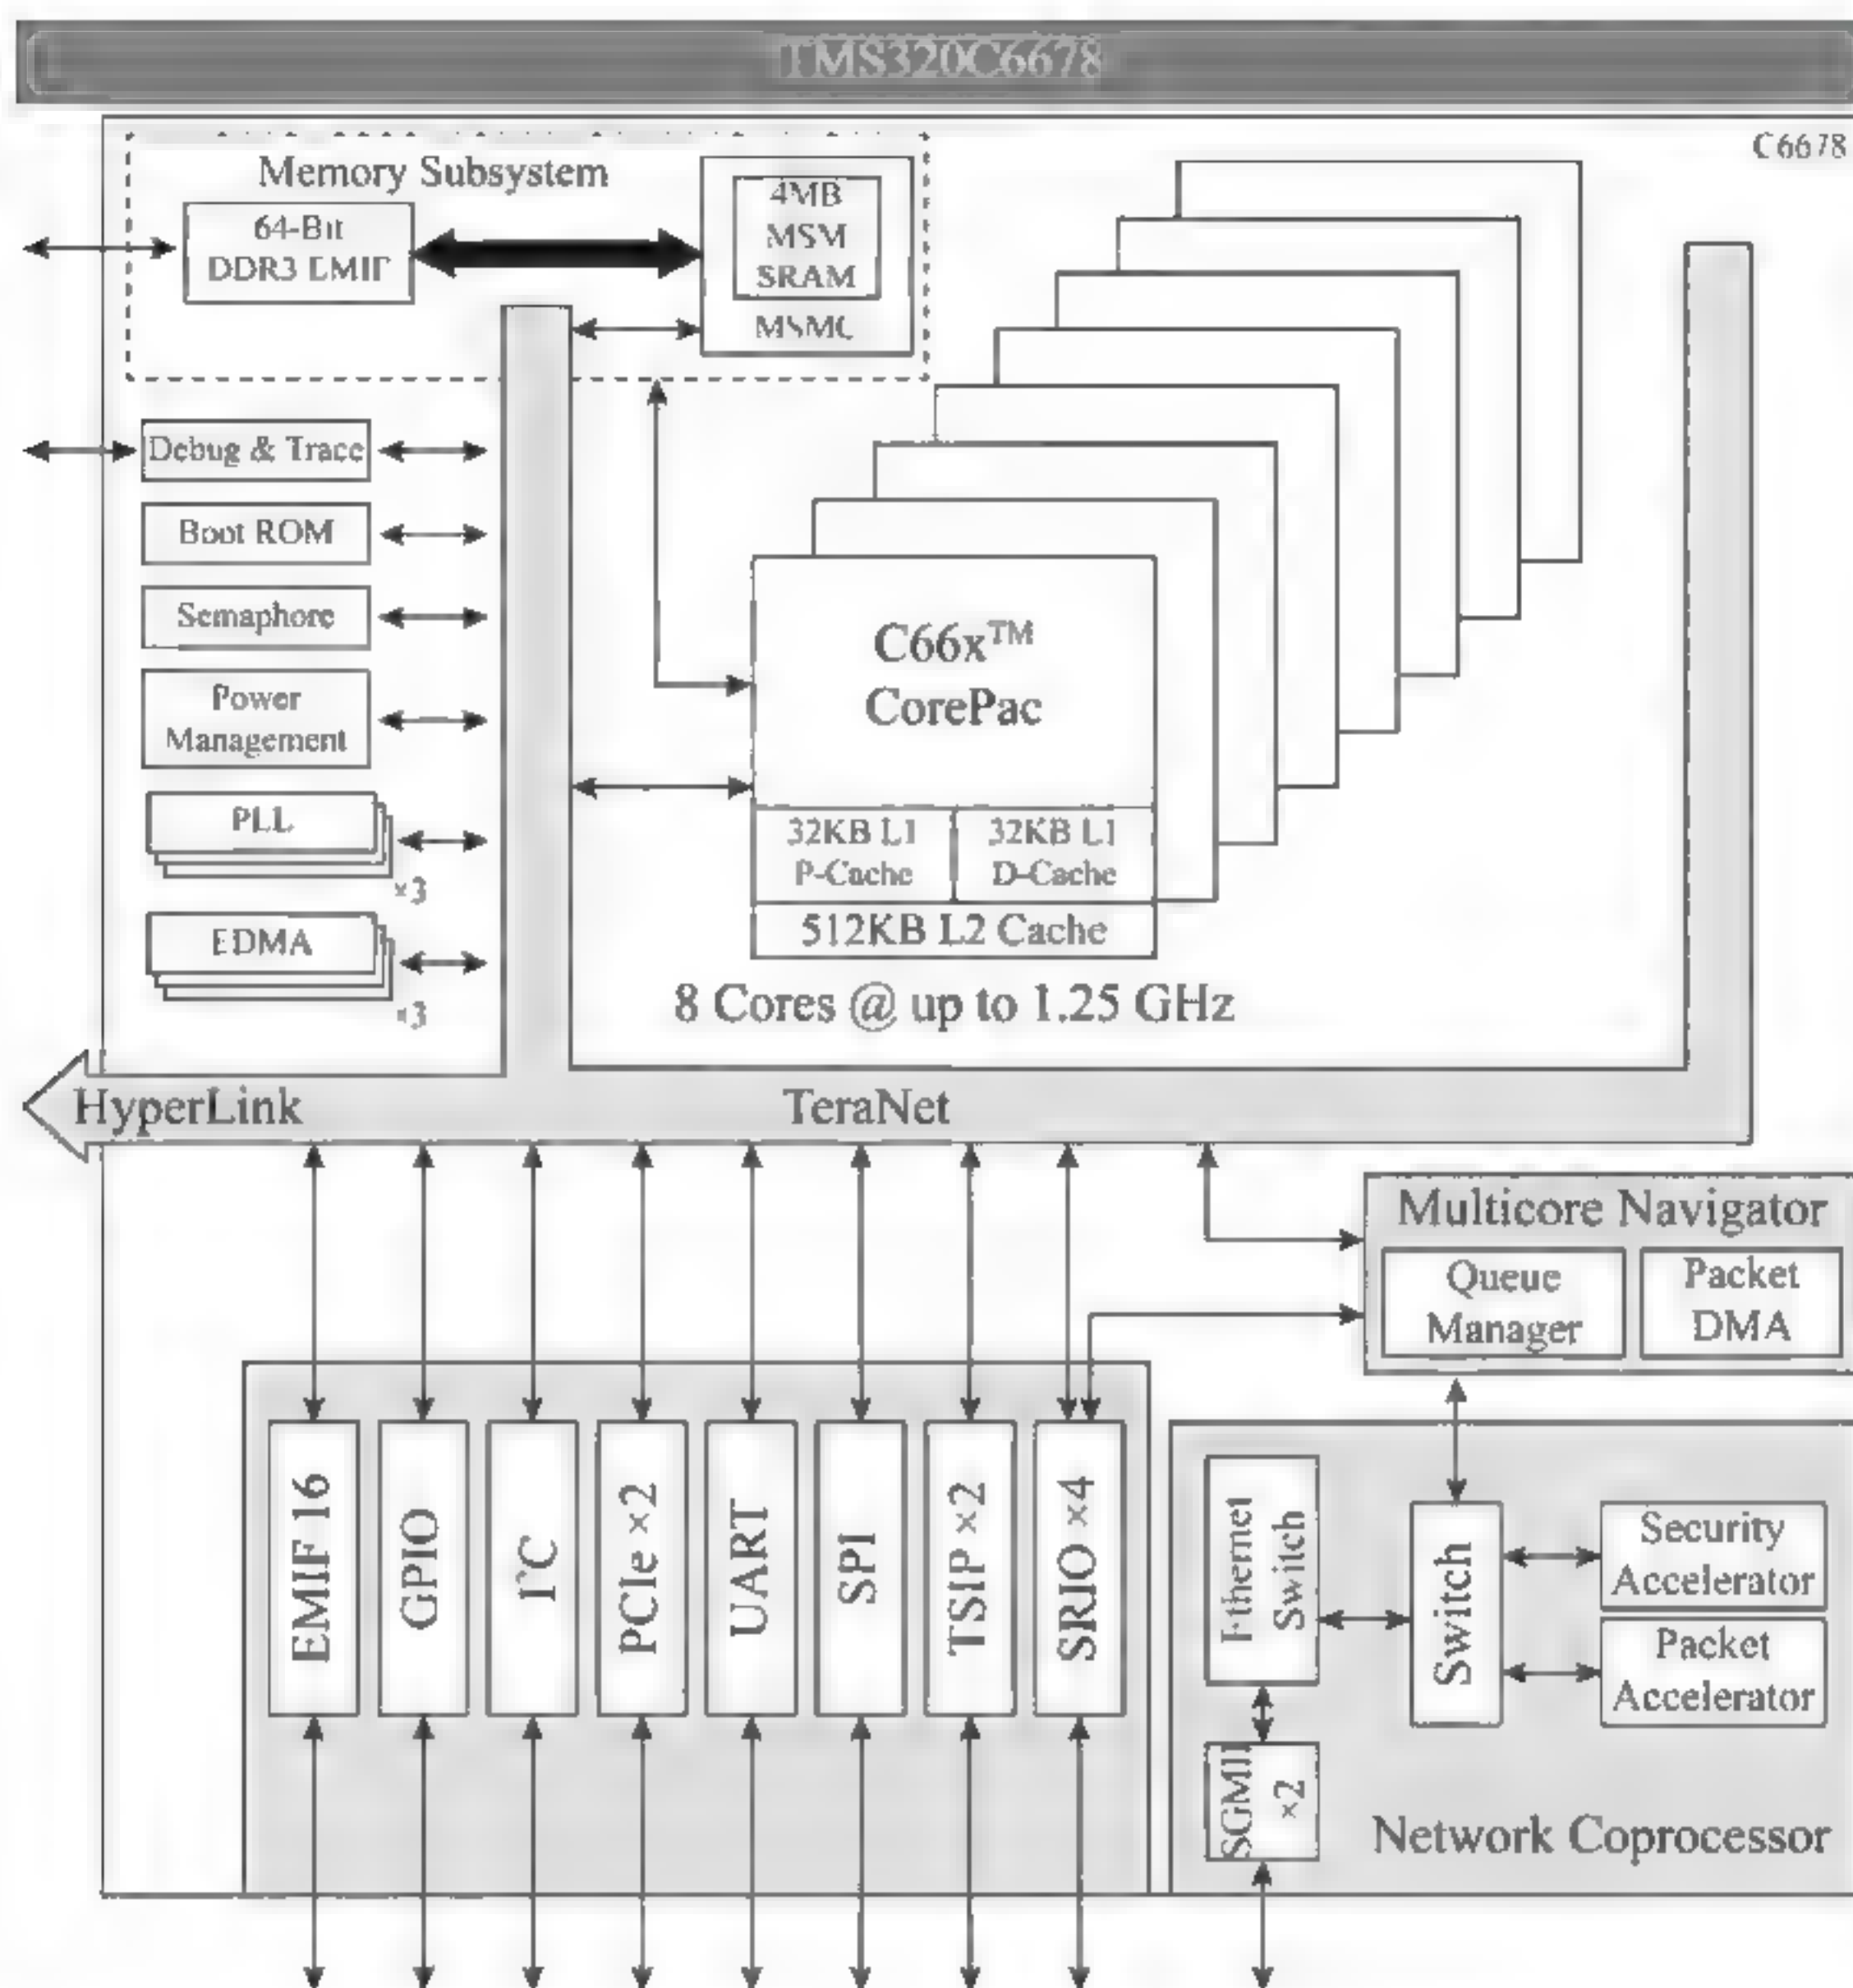 TMS320C6678
C6678
Memory Subsystem
64-Bit
DDR3 EMIF
4MB
MSM
SRAM
MSMC
Debug & Trace
Boot ROM
Semaphore
Power
Management
PLL
×3
EDMA
×3
C66x™
CorePac
32KB L1
P-Cache
32KB L1
D-Cache
512KB L2 Cache
8 Cores @ up to 1.25 GHz
HyperLink
TeraNet
Multicore Navigator
Queue
Manager
Packet
DMA
EMIF 16
GPIO
I²C
PCIe ×2
UART
SPI
TSIP ×2
SRIO ×4
Ethernet
Switch
Switch
Security
Accelerator
Packet
Accelerator
SGMII
×2
Network Coprocessor